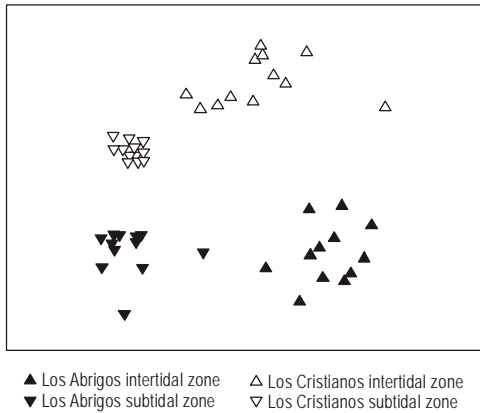 Los Abrigos intertidal zone
Los Cristianos intertidal zone
Los Abrigos subtidal zone
Los Cristianos subtidal zone